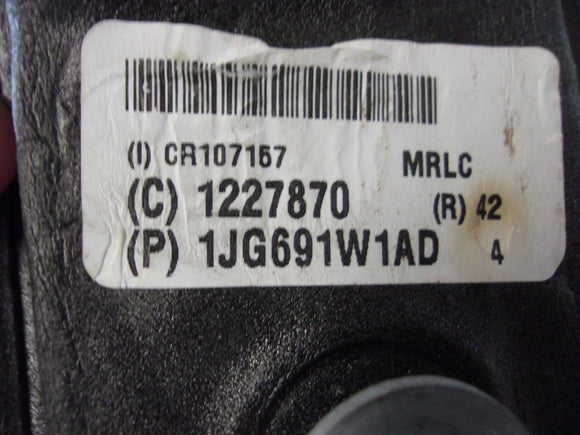 (I) CR107157 MRLC
(C) 1227870 (R) 42
(P) 1JG691W1AD 4